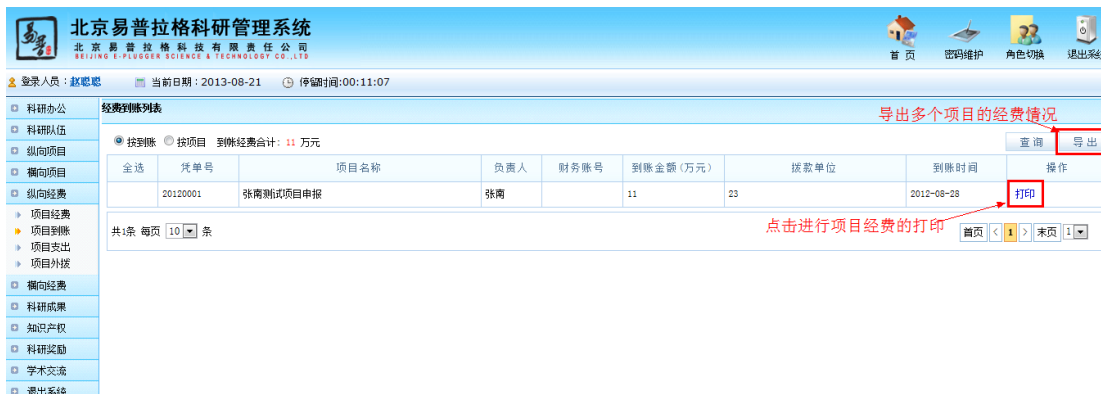 易普
北京易普拉格科研管理系统
北京易普拉格科技有限责任公司
BEIJING E-PLUGGER SCIENCE & TECHNOLOGY CO.,LTD
首 页
密码维护
角色切换
退出系
登录人员：赵聪聪 当前日期：2013-08-21 停留时间:00:11:07
科研办公
科研队伍
纵向项目
横向项目
纵向经费
项目经费
项目到账
项目支出
项目外拨
横向经费
科研成果
知识产权
科研奖励
学术交流
退出系统
经费到账列表
导出多个项目的经费情况
按到账 按项目 到帐经费合计: 11 万元
查 询 导 出
全选 凭单号 项目名称 负责人 财务账号 到账金额(万元) 拨款单位 到账时间 操作
20120001 张南测试项目申报 张南 11 23 2012-08-28 打印
点击进行项目经费的打印
共1条 每页 10 条
首页 < 1 > 末页 1